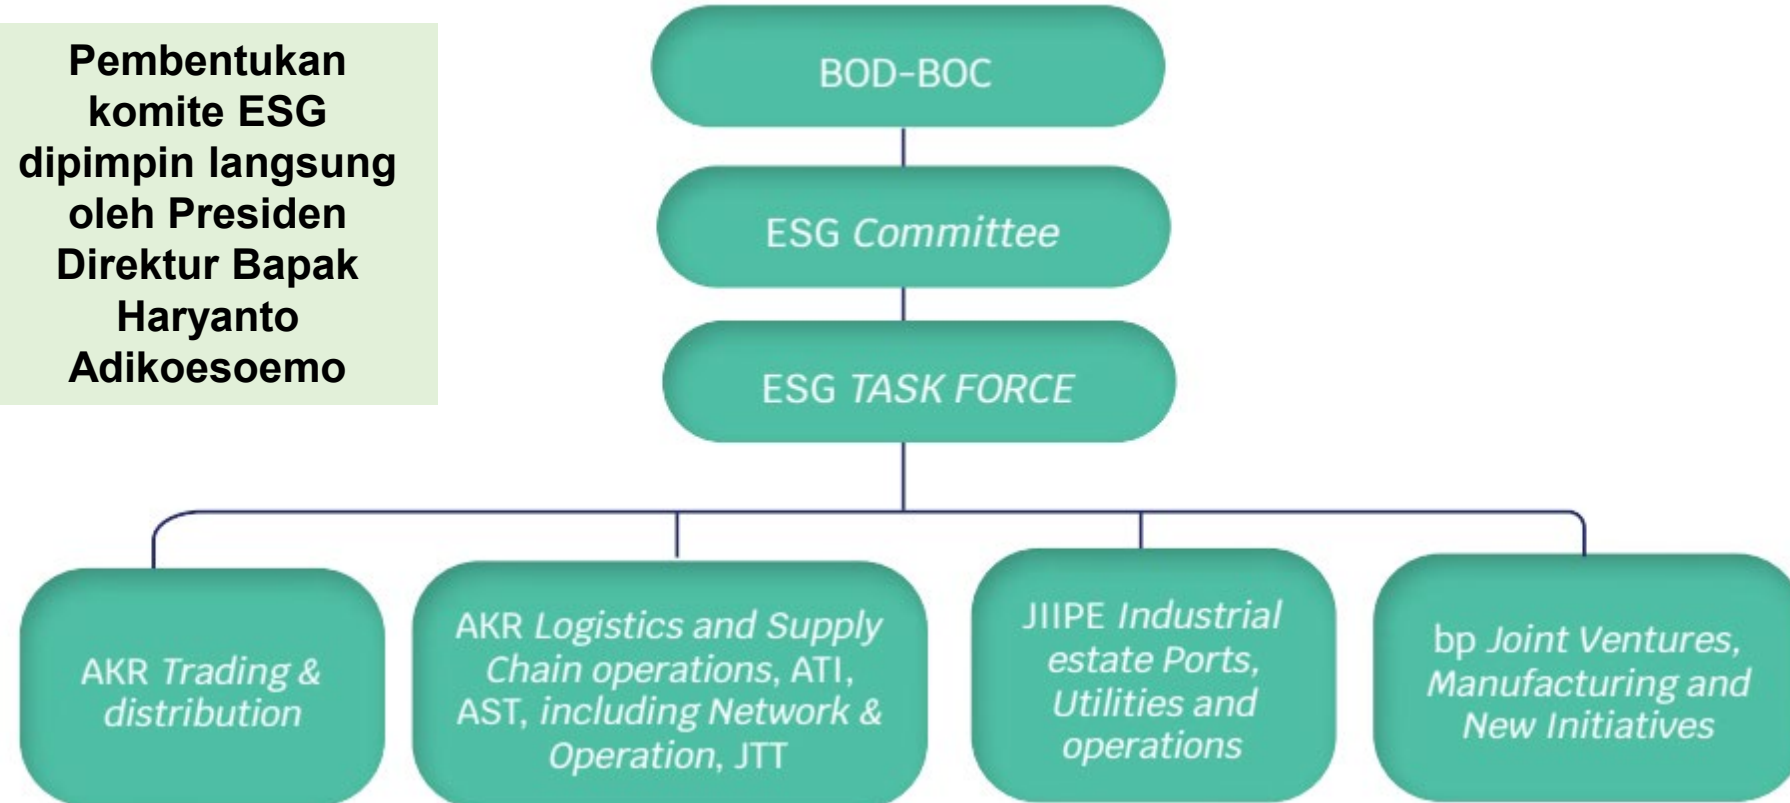 Pembentukan
komite ESG
dipimpin langsung
oleh Presiden
Direktur Bapak
Haryanto
Adikoesoemo
BOD-BOC
ESG Committee
ESG TASK FORCE
AKR Trading &
distribution
AKR Logistics and Supply
Chain operations, ATI,
AST, including Network &
Operation, JTT
JIIPE Industrial
estate Ports,
Utilities and
operations
bp Joint Ventures,
Manufacturing and
New Initiatives